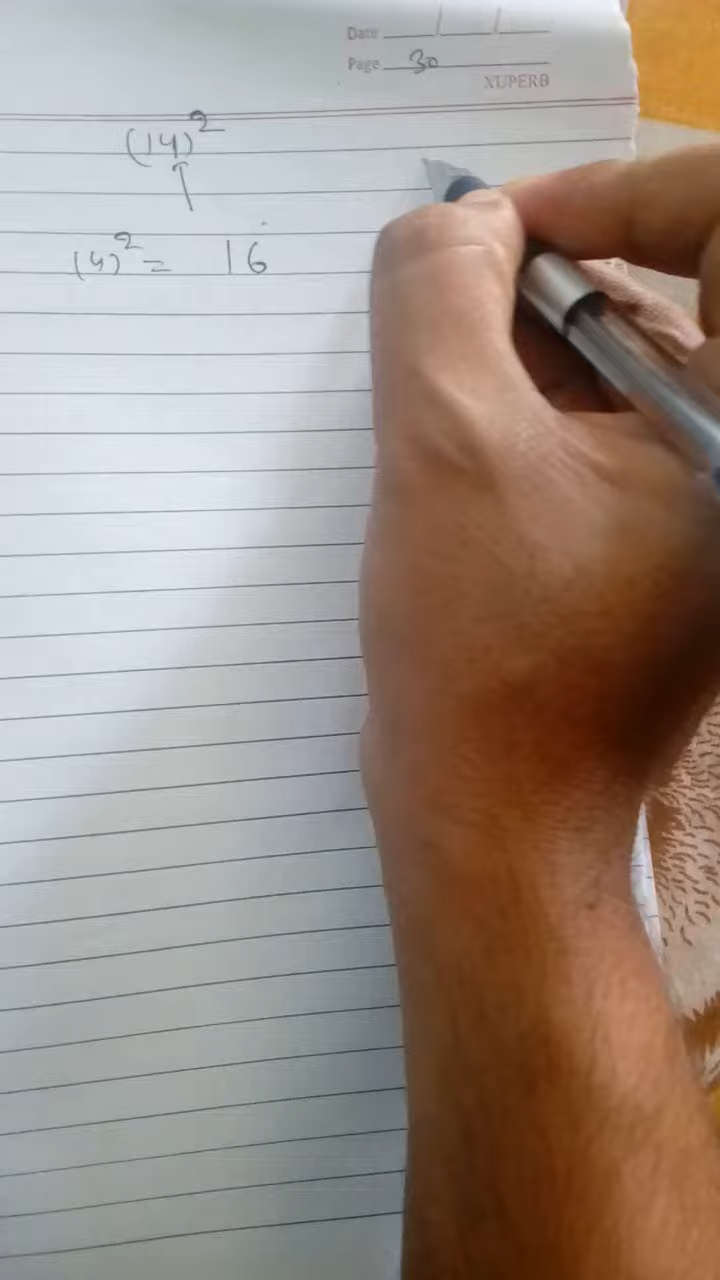 Date / /
Page 30
XUPERB
(14)²
(4)² = 16